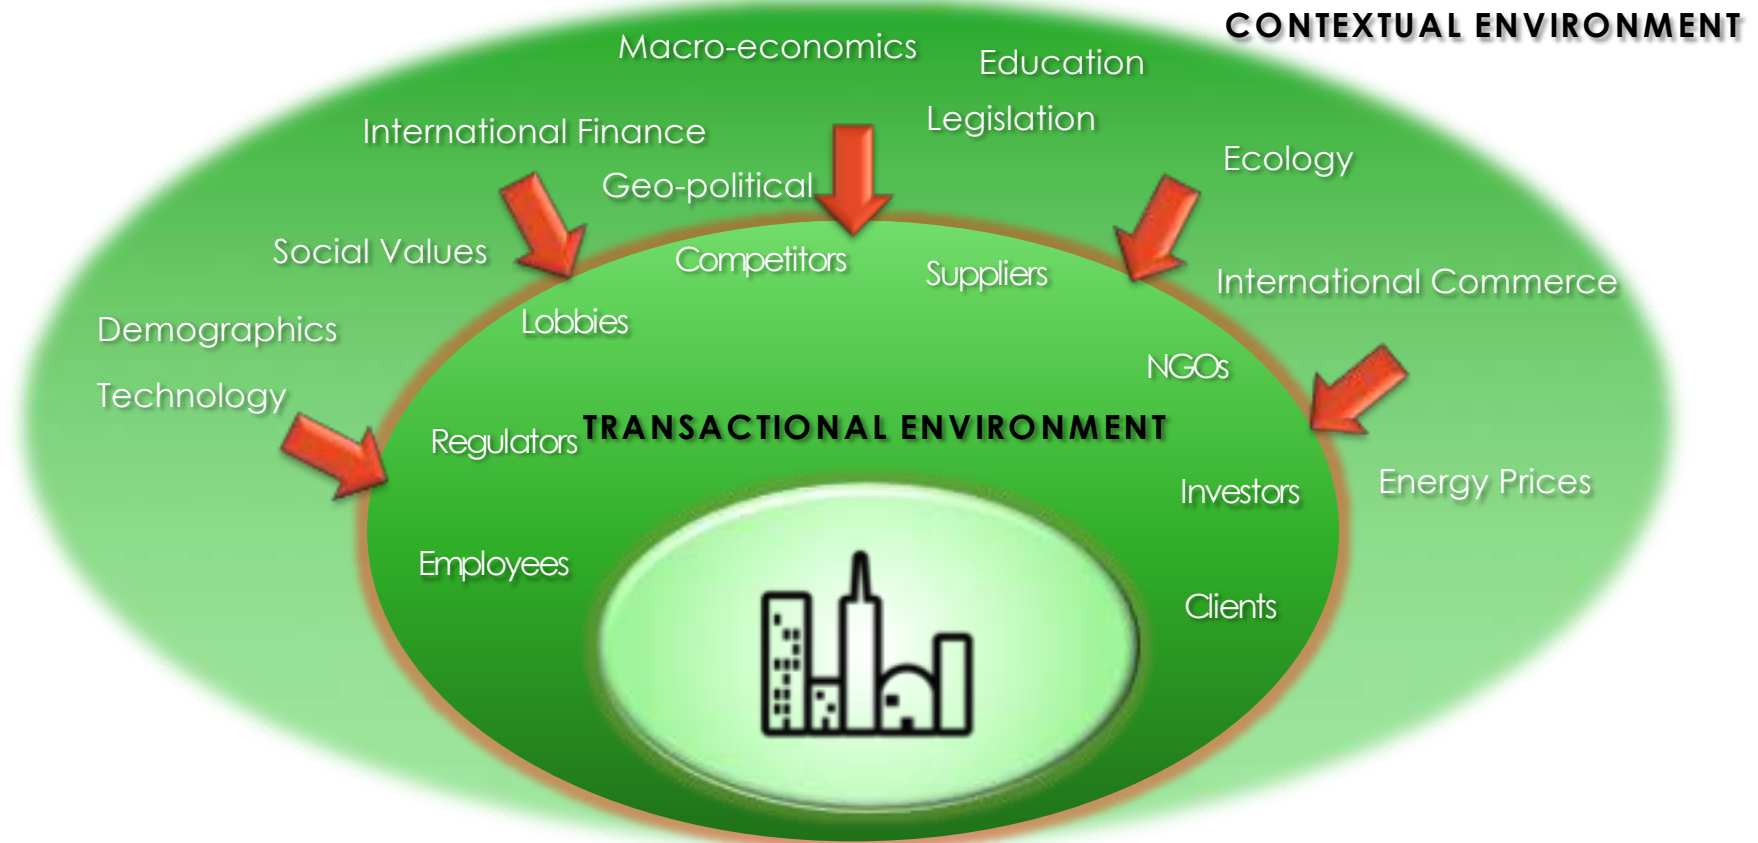 CONTEXTUAL ENVIRONMENT
Macro-economics
Education
Legislation
International Finance
Ecology
Geo-political
Social Values
Competitors
Suppliers
International Commerce
Lobbies
Demographics
NGOs
Technology
TRANSACTIONAL ENVIRONMENT
Regulators
Investors
Energy Prices
Employees
Clients